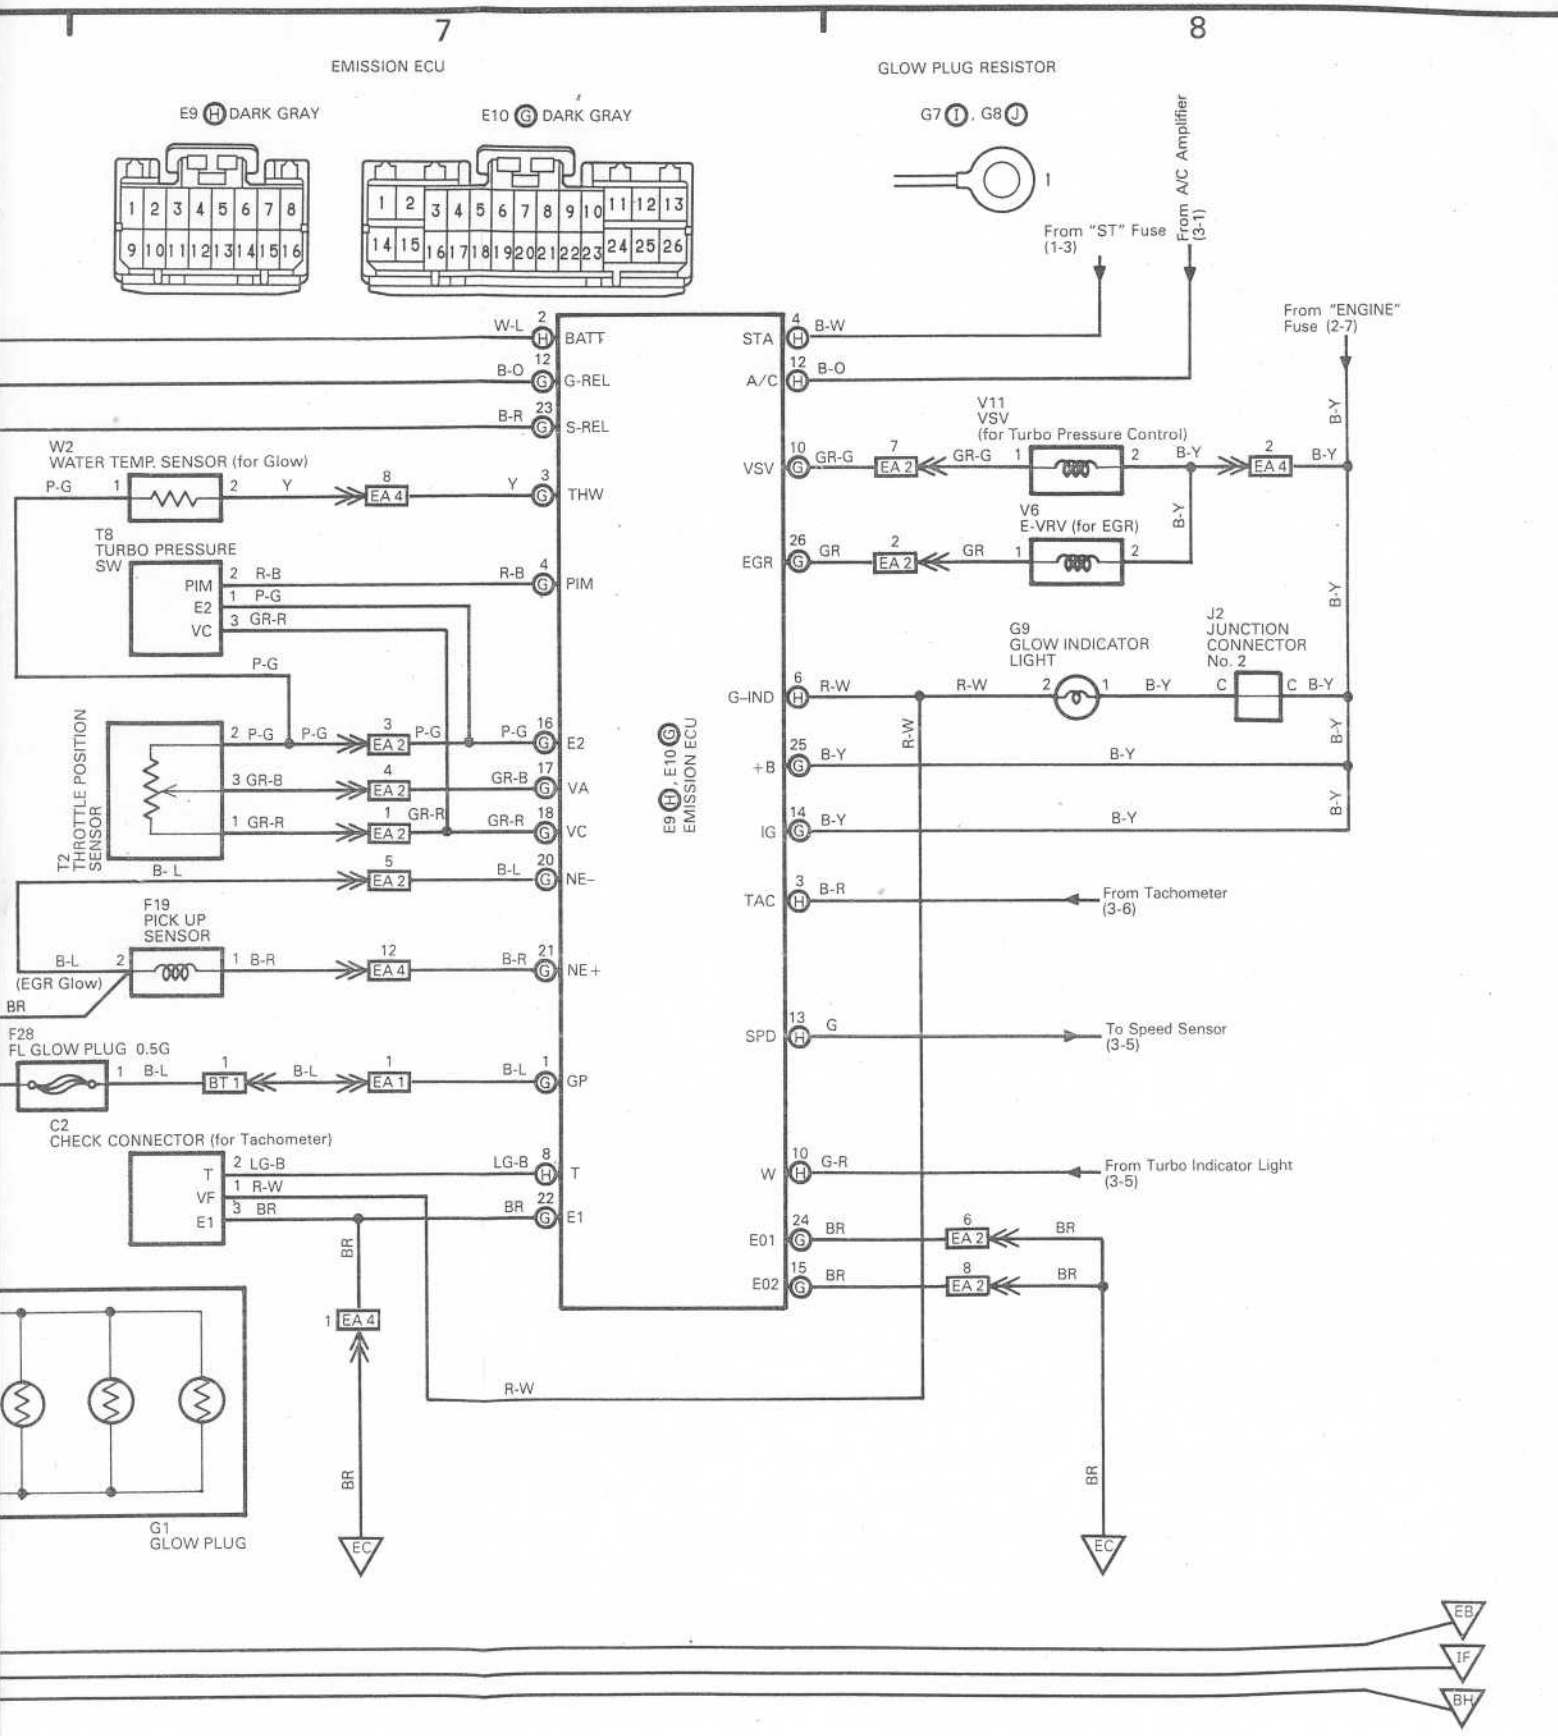 7
8
EMISSION ECU
GLOW PLUG RESISTOR
E9 H DARK GRAY
E10 G DARK GRAY
G7 I, G8 J
1 2 3 4 5 6 7 8
9 10 11 12 13 14 15 16
1 2 3 4 5 6 7 8 9 10 11 12 13
14 15 16 17 18 19 20 21 22 23 24 25 26
1
From "ST" Fuse
(1-3)
From A/C Amplifier
(3-1)
From "ENGINE"
Fuse (2-7)
W-L 2 H BATT
B-O 12 G G-REL
B-R 23 G S-REL
STA 4 H B-W
A/C 12 H B-O
B-Y
V11
VSV
(for Turbo Pressure Control)
VSV 10 G GR-G 7 EA 2 GR-G 1 2 B-Y 2 EA 4 B-Y
W2
WATER TEMP. SENSOR (for Glow)
P-G 1 2 Y 8 EA 4 Y 3 G THW
V6
E-VRV (for EGR)
B-Y
EGR 26 G GR 2 EA 2 GR 1 2
T8
TURBO PRESSURE
SW
PIM 2 R-B R-B 4 G PIM
E2 1 P-G
VC 3 GR-R
P-G
B-Y
G9
GLOW INDICATOR
LIGHT
J2
JUNCTION
CONNECTOR
No. 2
G-IND 6 H R-W R-W 2 1 B-Y C C B-Y
R-W
B-Y
T2
THROTTLE POSITION
SENSOR
2 P-G P-G 3 EA 2 P-G P-G 16 G E2
3 GR-B 4 EA 2 GR-B 17 G VA
1 GR-R 1 EA 2 GR-R GR-R 18 G VC
E9 H, E10 G
EMISSION ECU
+B 25 G B-Y B-Y
B-Y
IG 14 G B-Y B-Y
B-L 5 EA 2 B-L 20 G NE-
TAC 3 H B-R From Tachometer
(3-6)
F19
PICK UP
SENSOR
B-L 2 1 B-R 12 EA 4 B-R 21 G NE+
(EGR Glow)
BR
SPD 13 H G To Speed Sensor
(3-5)
F28
FL GLOW PLUG 0.5G
1 B-L 1 BT 1 B-L 1 EA 1 B-L 1 G GP
C2
CHECK CONNECTOR (for Tachometer)
T 2 LG-B LG-B 8 H T
VF 1 R-W
E1 3 BR BR 22 G E1
W 10 H G-R From Turbo Indicator Light
(3-5)
E01 24 G BR 6 EA 2 BR
E02 15 G BR 8 EA 2 BR
BR
1 EA 4
R-W
BR
BR
G1
GLOW PLUG
EC
EC
EB
IF
BH